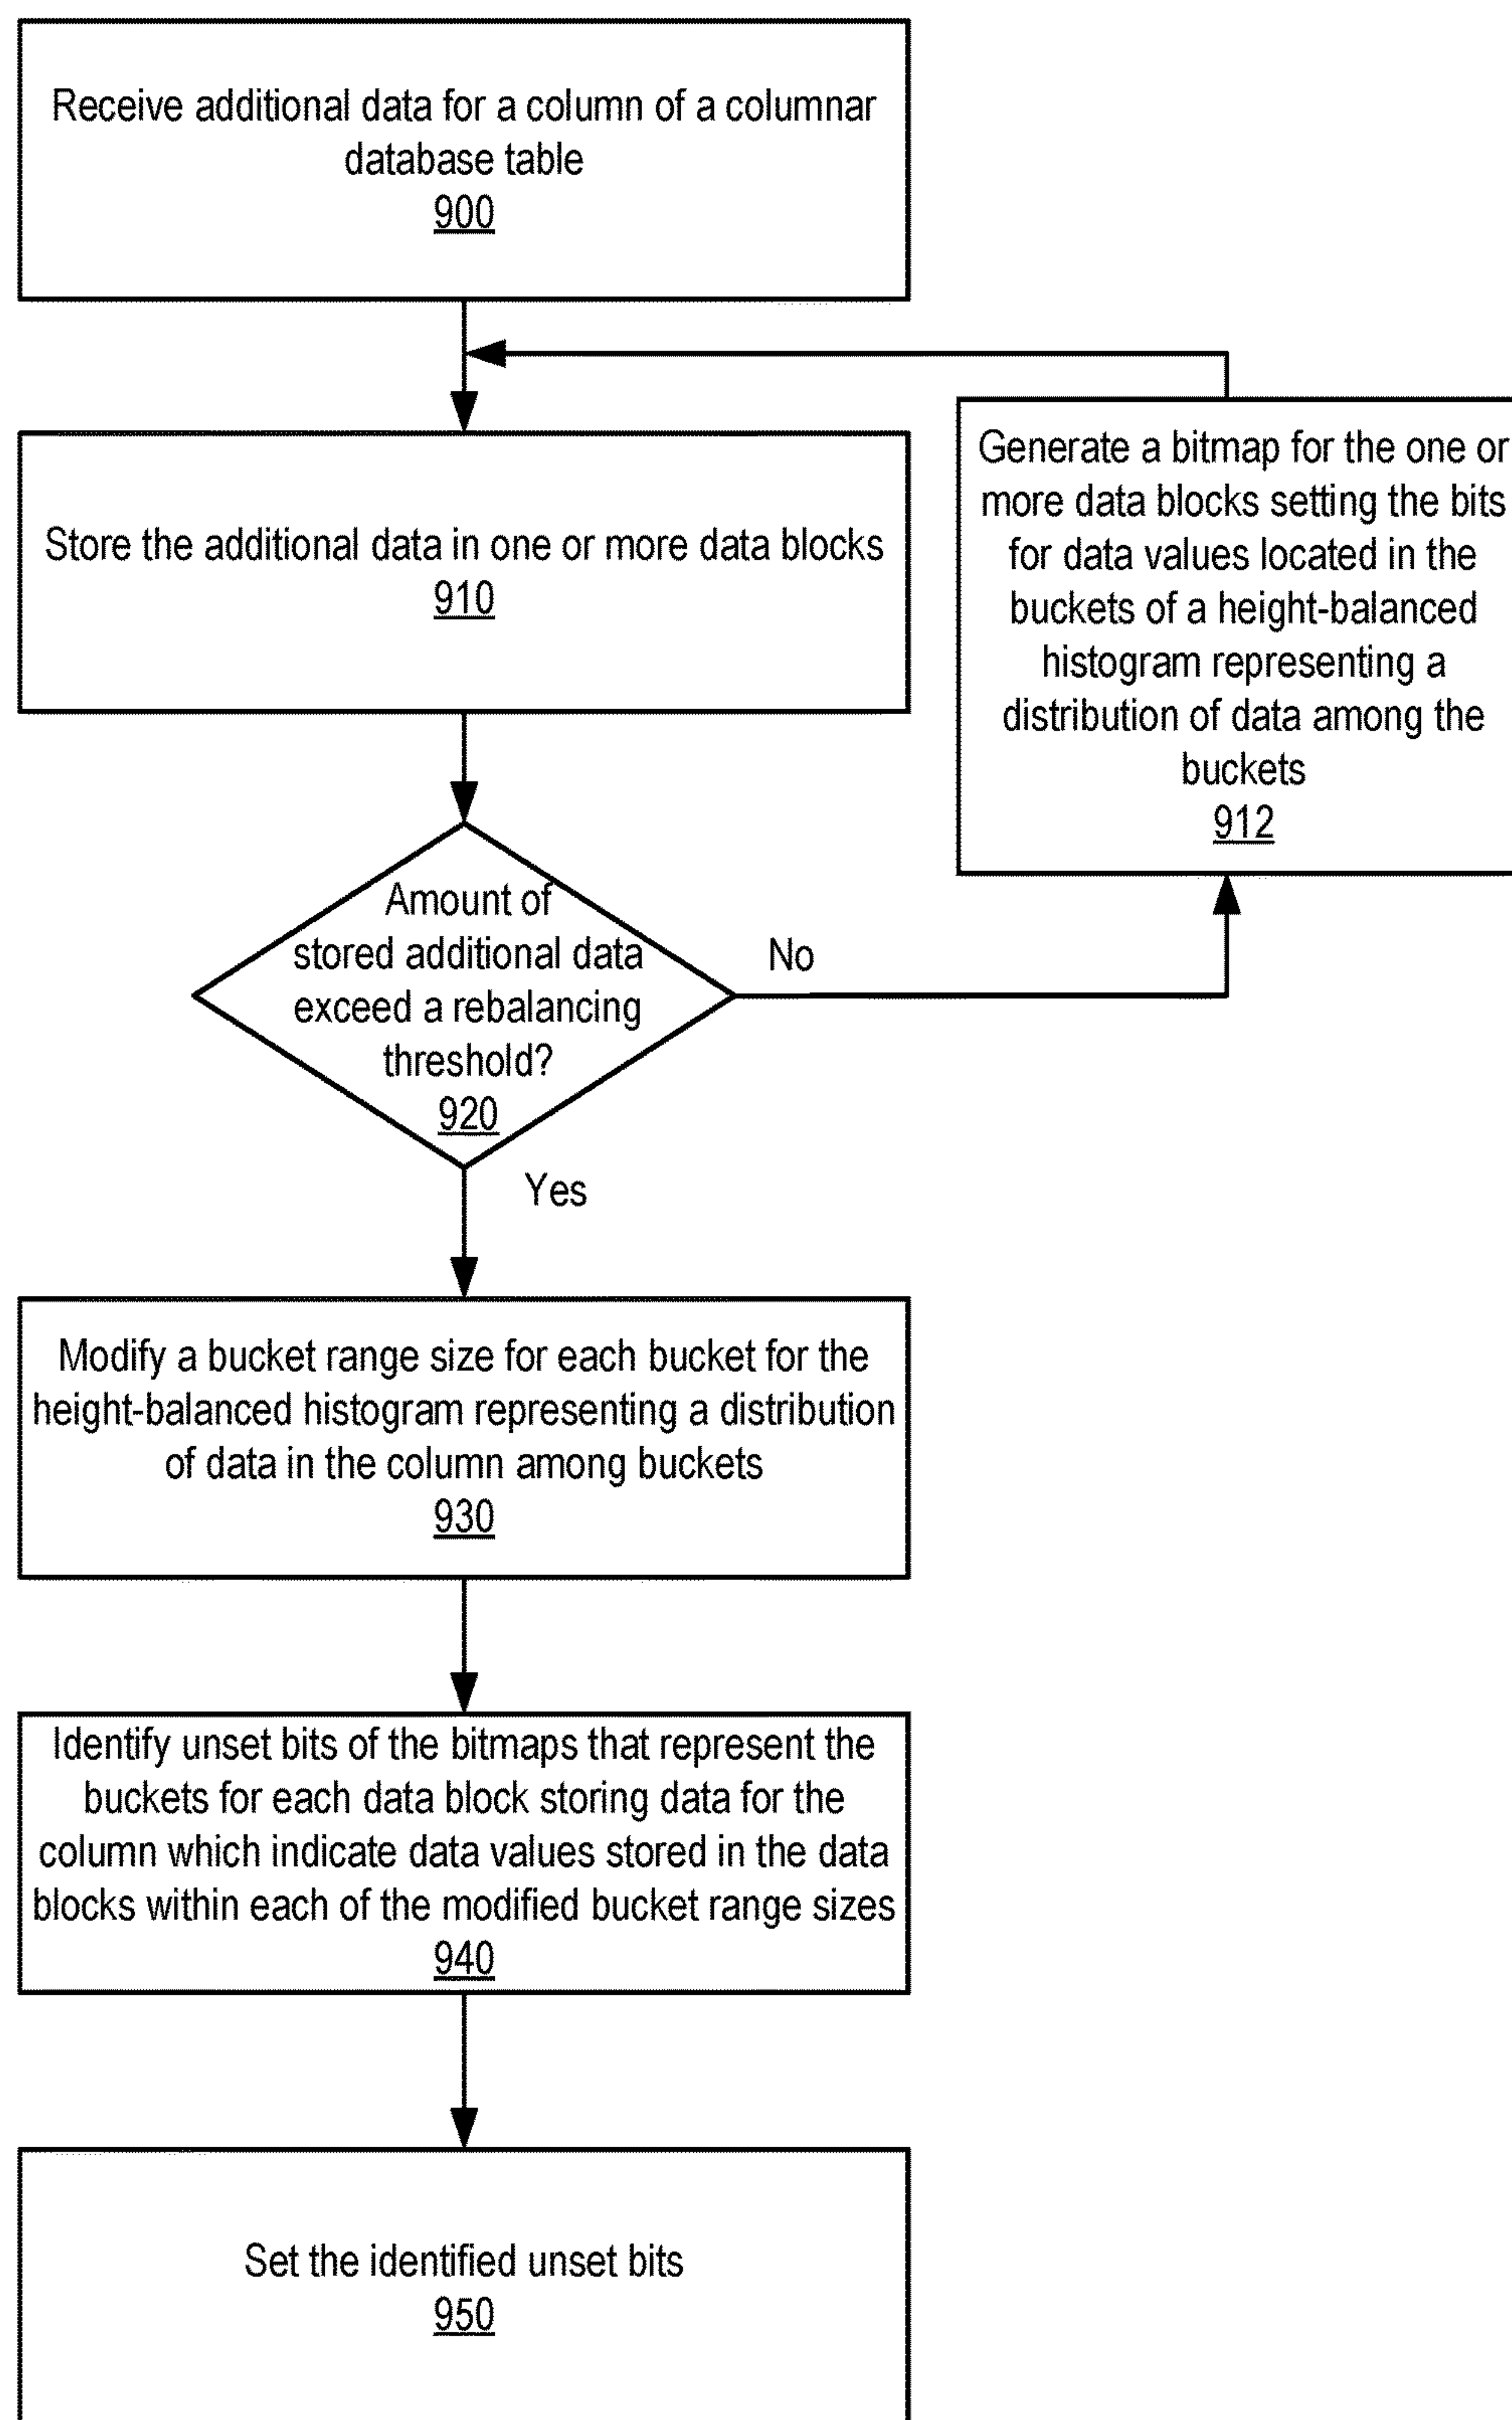 Receive additional data for a column of a columnar
database table
900
Store the additional data in one or more data blocks
910
Generate a bitmap for the one or
more data blocks setting the bits
for data values located in the
buckets of a height-balanced
histogram representing a
distribution of data among the
buckets
912
Amount of
stored additional data
exceed a rebalancing
threshold?
920
No
Yes
Modify a bucket range size for each bucket for the
height-balanced histogram representing a distribution
of data in the column among buckets
930
Identify unset bits of the bitmaps that represent the
buckets for each data block storing data for the
column which indicate data values stored in the data
blocks within each of the modified bucket range sizes
940
Set the identified unset bits
950